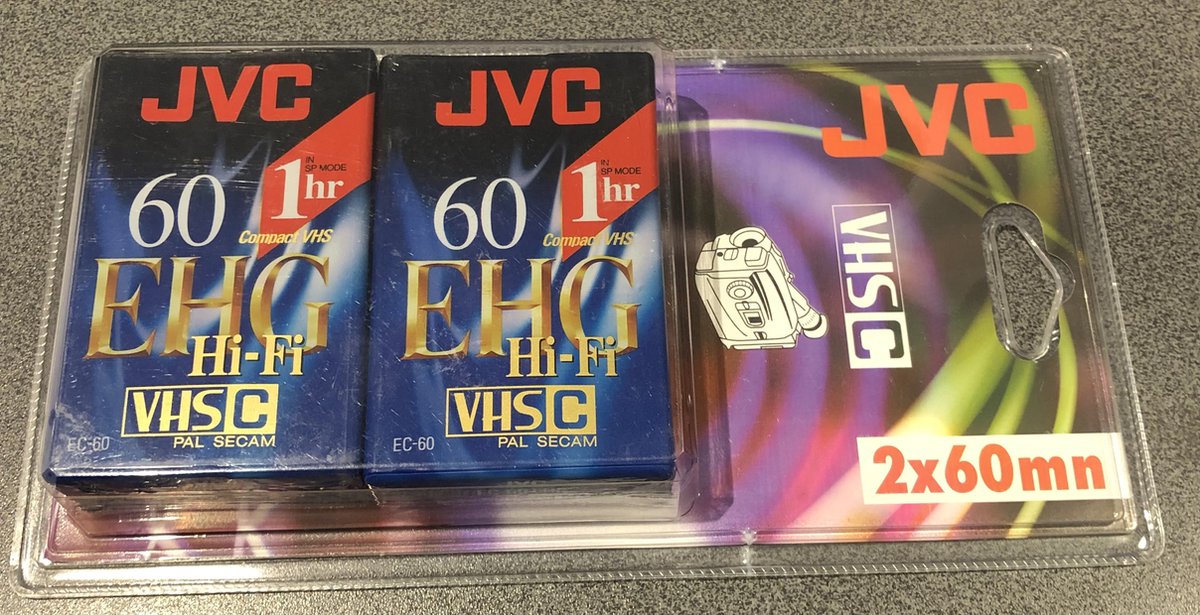 JVC
IN
SP MODE
1hr
60
Compact VHS
EHG
Hi-Fi
VHS C
PAL SECAM
EC-60
JVC
IN
SP MODE
1hr
60
Compact VHS
EHG
Hi-Fi
VHS C
PAL SECAM
EC-60
JVC
VHS C
2x60mn